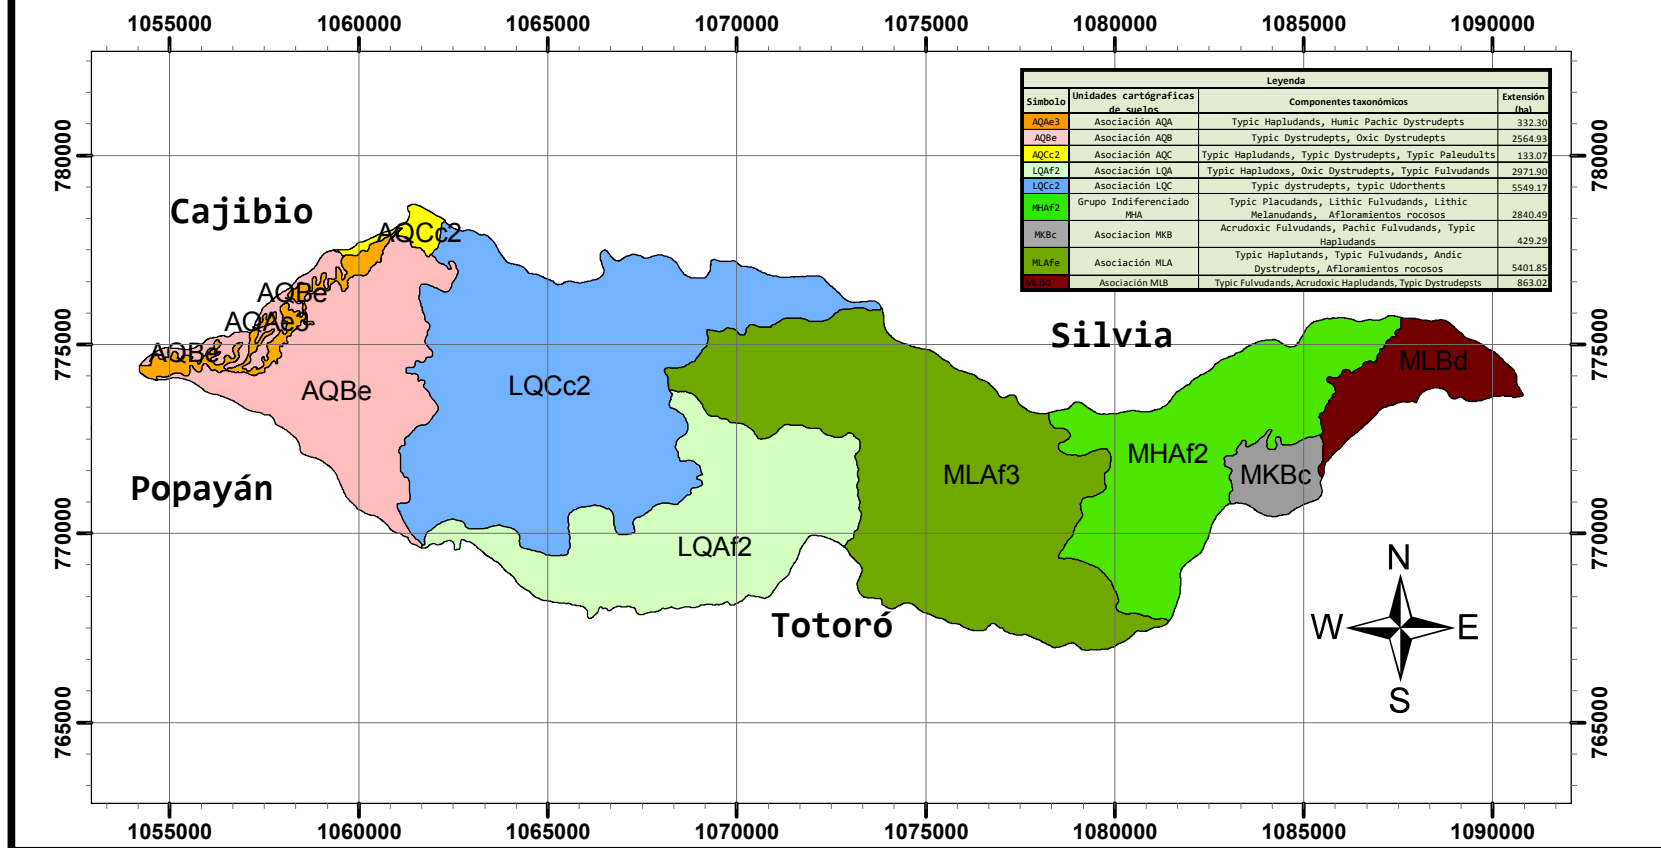 1055000 1060000 1065000 1070000 1075000 1080000 1085000 1090000
Leyenda
Simbolo Unidades cartógraficas de suelos Componentes taxonómicos Extensión (ha)
AQAe3 Asociación AQA Typic Hapludands, Humic Pachic Dystrudepts 332.30
AQBe Asociación AQB Typic Dystrudepts, Oxic Dystrudepts 2564.93
AQCc2 Asociación AQC Typic Hapludands, Typic Dystrudepts, Typic Paleudults 133.07
LQAf2 Asociación LQA Typic Hapludoxs, Oxic Dystrudepts, Typic Fulvudands 2971.90
LQCc2 Asociación LQC Typic dystrudepts, typic Udorthents 5549.17
MHAf2 Grupo Indiferenciado MHA Typic Placudands, Lithic Fulvudands, Lithic Melanudands, Afloramientos rocosos 2840.49
MKBc Asociacion MKB Acrudoxic Fulvudands, Pachic Fulvudands, Typic Hapludands 429.29
MLAfe Asociación MLA Typic Haplutands, Typic Fulvudands, Andic Dystrudepts, Afloramientos rocosos 5401.85
MLBd Asociación MLB Typic Fulvudands, Acrudoxic Hapludands, Typic Dystrudepsts 863.02
780000 780000
Cajibio
AQCc2
AQBe
AQAe3
Silvia
775000 775000
AQBe
MLBd
AQBe
LQCc2
MHAf2
MLAf3
MKBc
Popayán
770000 770000
LQAf2
N
Totoró
W E
S
765000 765000
1055000 1060000 1065000 1070000 1075000 1080000 1085000 1090000